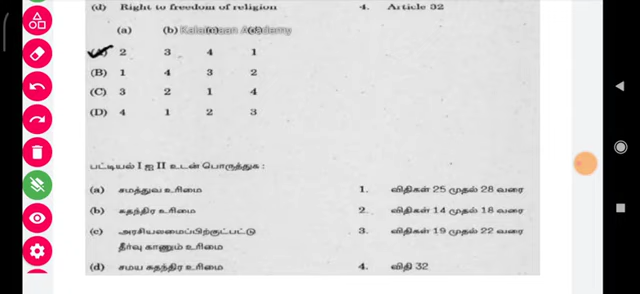 (d) Right to freedom of religion 4. Article 32
(a) (b) (c) (d)
Kalaimaan Academy
(A) 2 3 4 1
(B) 1 4 3 2
(C) 3 2 1 4
(D) 4 1 2 3
பட்டியல் I ஐ II உடன் பொருத்துக :
(a) சமத்துவ உரிமை 1. விதிகள் 25 முதல் 28 வரை
(b) சுதந்திர உரிமை 2. விதிகள் 14 முதல் 18 வரை
(c) அரசியலமைப்பிற்குட்பட்டு 3. விதிகள் 19 முதல் 22 வரை
தீர்வு காணும் உரிமை
(d) சமய சுதந்திர உரிமை 4. விதி 32